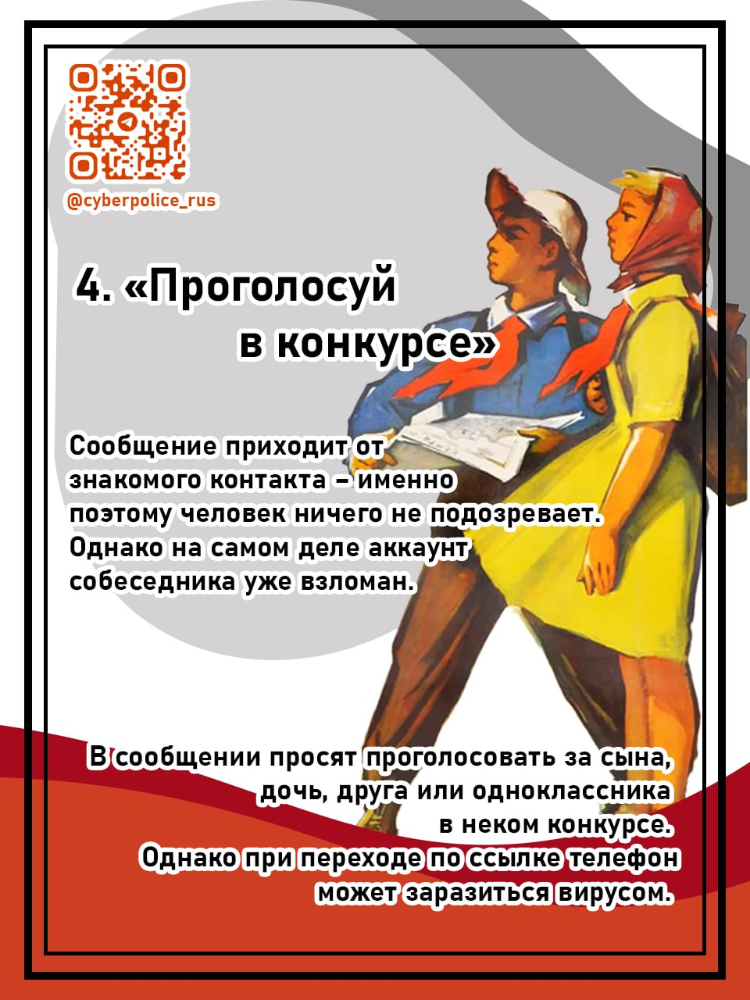 @cyberpolice_rus
4. «Проголосуй
в конкурсе»
Сообщение приходит от
знакомого контакта – именно
поэтому человек ничего не подозревает.
Однако на самом деле аккаунт
собеседника уже взломан.
В сообщении просят проголосовать за сына,
дочь, друга или одноклассника
в неком конкурсе.
Однако при переходе по ссылке телефон
может заразиться вирусом.